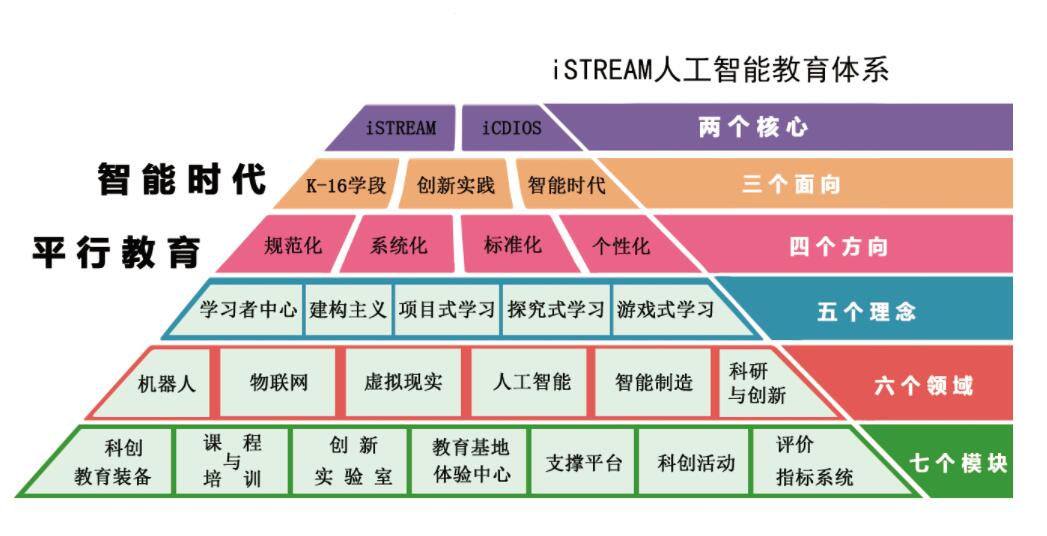 iSTREAM人工智能教育体系
iSTREAM iCDIOS 两个核心
智能时代
K-16学段 创新实践 智能时代 三个面向
平行教育
规范化 系统化 标准化 个性化 四个方向
学习者中心 建构主义 项目式学习 探究式学习 游戏式学习 五个理念
机器人 物联网 虚拟现实 人工智能 智能制造 科研
与创新 六个领域
科创
教育装备
课 程
与
培 训
创 新
实 验 室
教育基地
体验中心
支撑平台
科创活动
评价
指标系统
七个模块